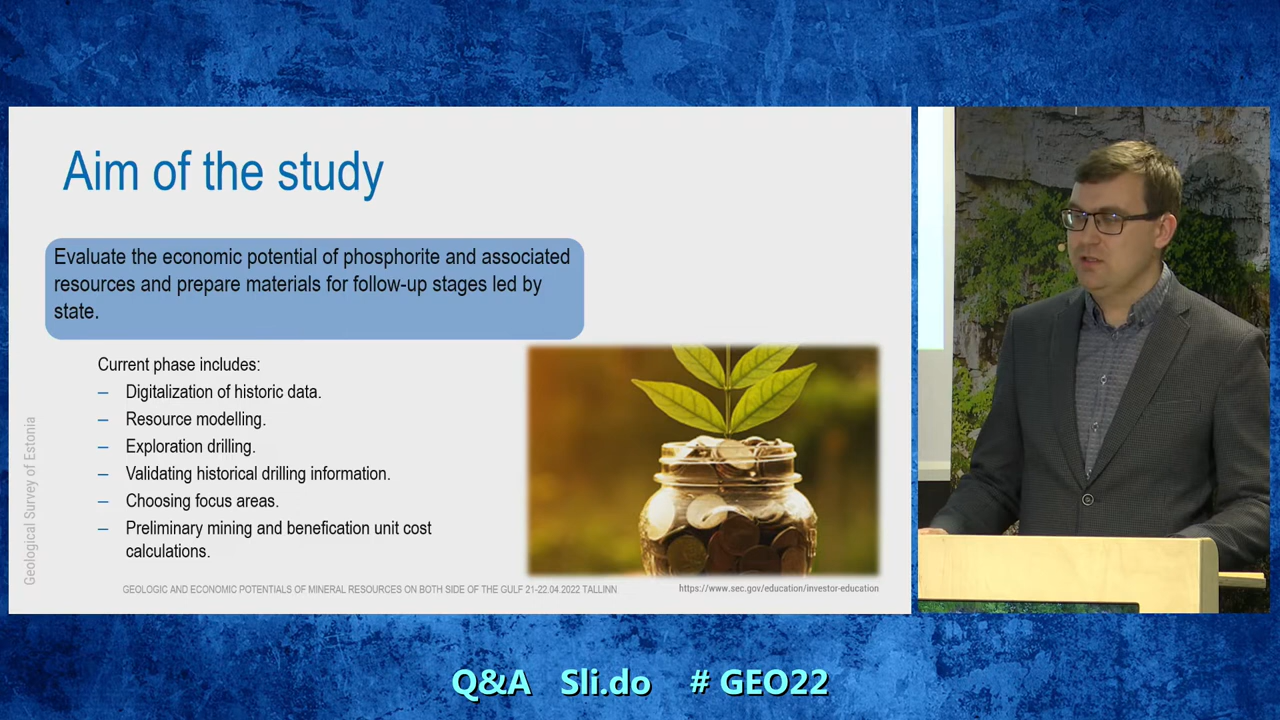 Aim of the study
Evaluate the economic potential of phosphorite and associated
resources and prepare materials for follow-up stages led by
state.
Current phase includes:
– Digitalization of historic data.
– Resource modelling.
– Exploration drilling.
– Validating historical drilling information.
– Choosing focus areas.
– Preliminary mining and benefication unit cost
calculations.
Geological Survey of Estonia
GEOLOGIC AND ECONOMIC POTENTIALS OF MINERAL RESOURCES ON BOTH SIDE OF THE GULF 21-22.04.2022 TALLINN
https://www.sec.gov/education/investor-education
Q&A Sli.do # GEO22